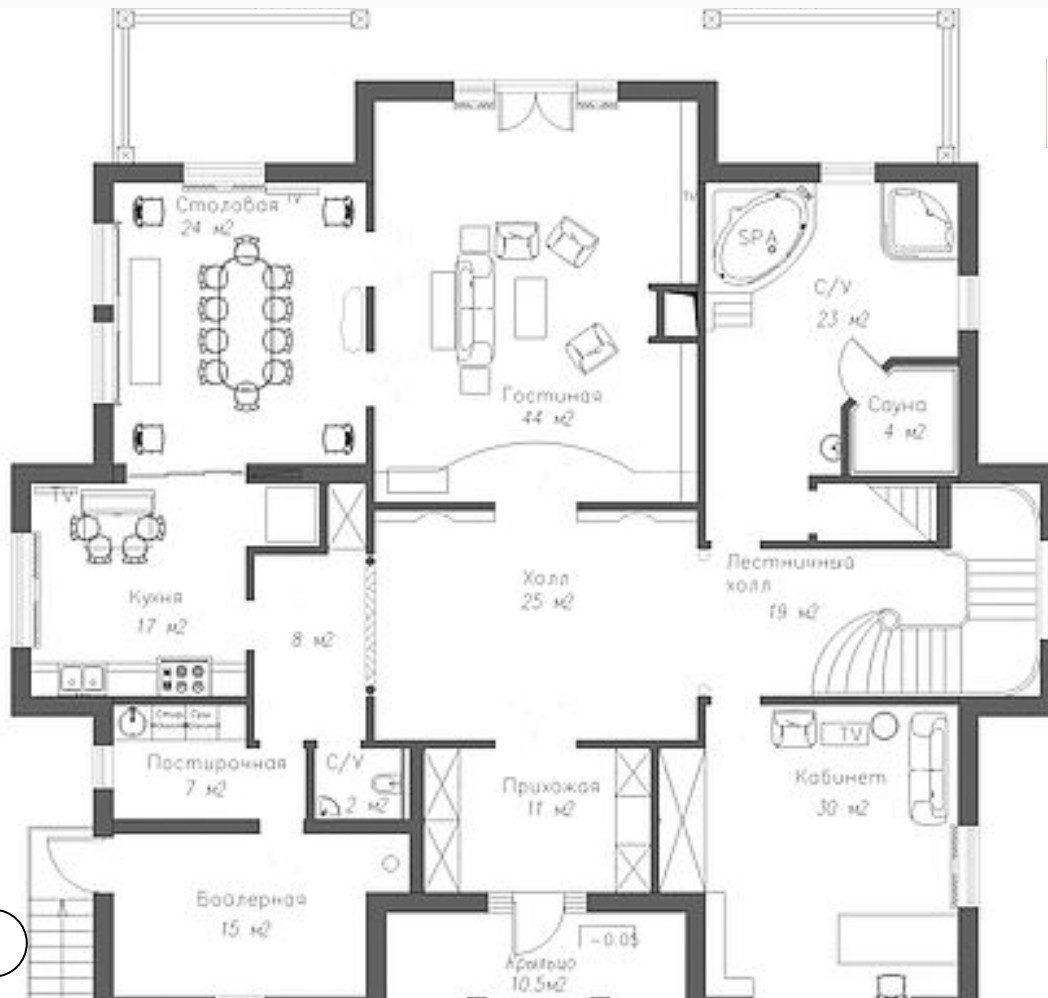 Столовая
24 м2
TV
TV
SPA
С/У
23 м2
Гостиная
44 м2
Сауна
4 м2
TV
Кухня
17 м2
8 м2
Холл
25 м2
Лестничный
холл
19 м2
Постирочная
7 м2
С/У
2 м2
Прихожая
11 м2
TV
Кабинет
30 м2
Бойлерная
15 м2
-0.05
Крыльцо
10.5м2